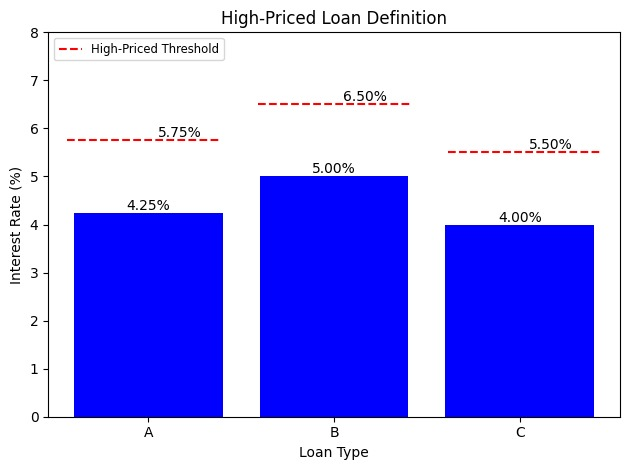 High-Priced Loan Definition
Interest Rate (%)
8
7
6
5
4
3
2
1
0
High-Priced Threshold
5.75%
6.50%
5.50%
4.25%
5.00%
4.00%
A
B
C
Loan Type